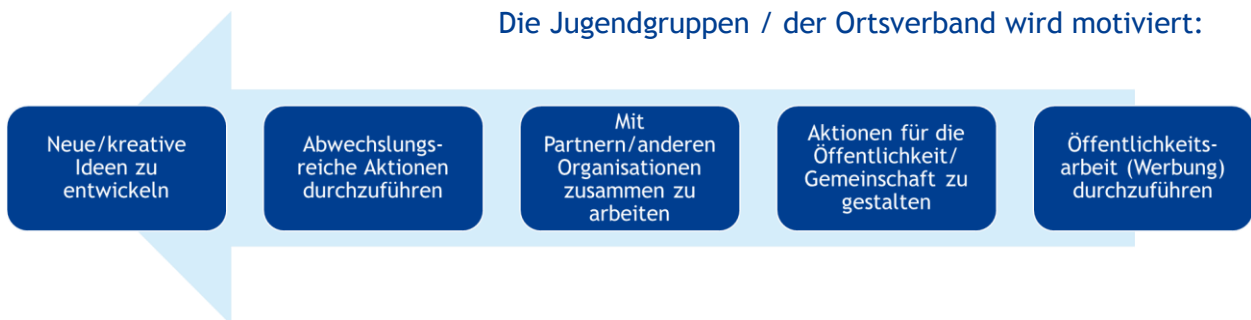 Die Jugendgruppen / der Ortsverband wird motiviert:
Neue/kreative
Ideen zu
entwickeln
Abwechslungs-
reiche Aktionen
durchzuführen
Mit
Partnern/anderen
Organisationen
zusammen zu
arbeiten
Aktionen für die
Öffentlichkeit/
Gemeinschaft zu
gestalten
Öffentlichkeits-
arbeit (Werbung)
durchzuführen